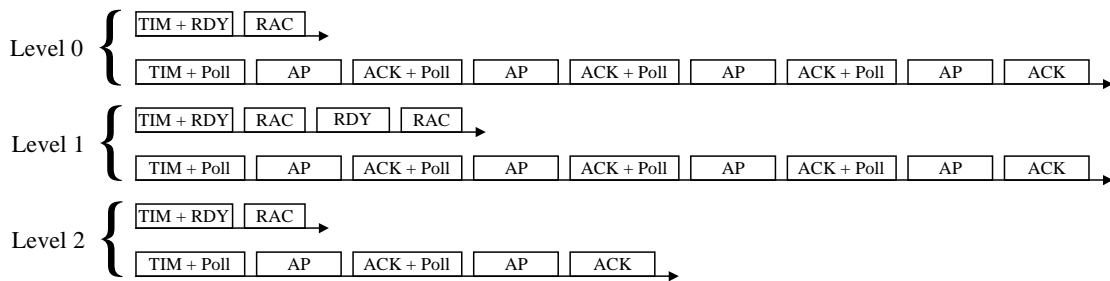 TIM + RDY RAC
Level 0
TIM + Poll AP ACK + Poll AP ACK + Poll AP ACK + Poll AP ACK
TIM + RDY RAC RDY RAC
Level 1
TIM + Poll AP ACK + Poll AP ACK + Poll AP ACK + Poll AP ACK
TIM + RDY RAC
Level 2
TIM + Poll AP ACK + Poll AP ACK